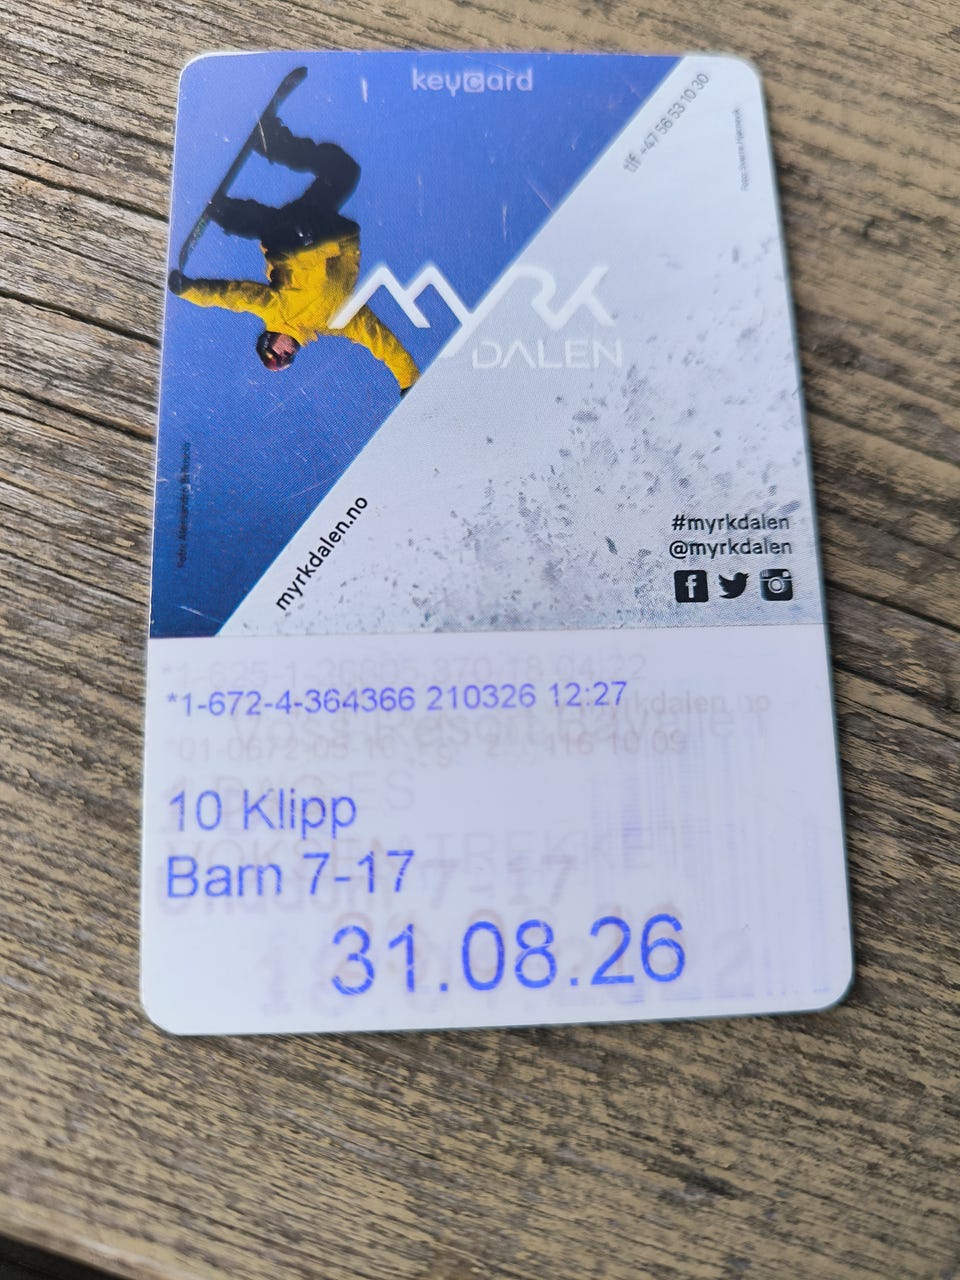 keycard
tlf +47 56 53 10 30
MYRK
DALEN
myrkdalen.no
#myrkdalen
@myrkdalen
*1-672-4-364366 210326 12:27
10 Klipp
Barn 7-17
31.08.26